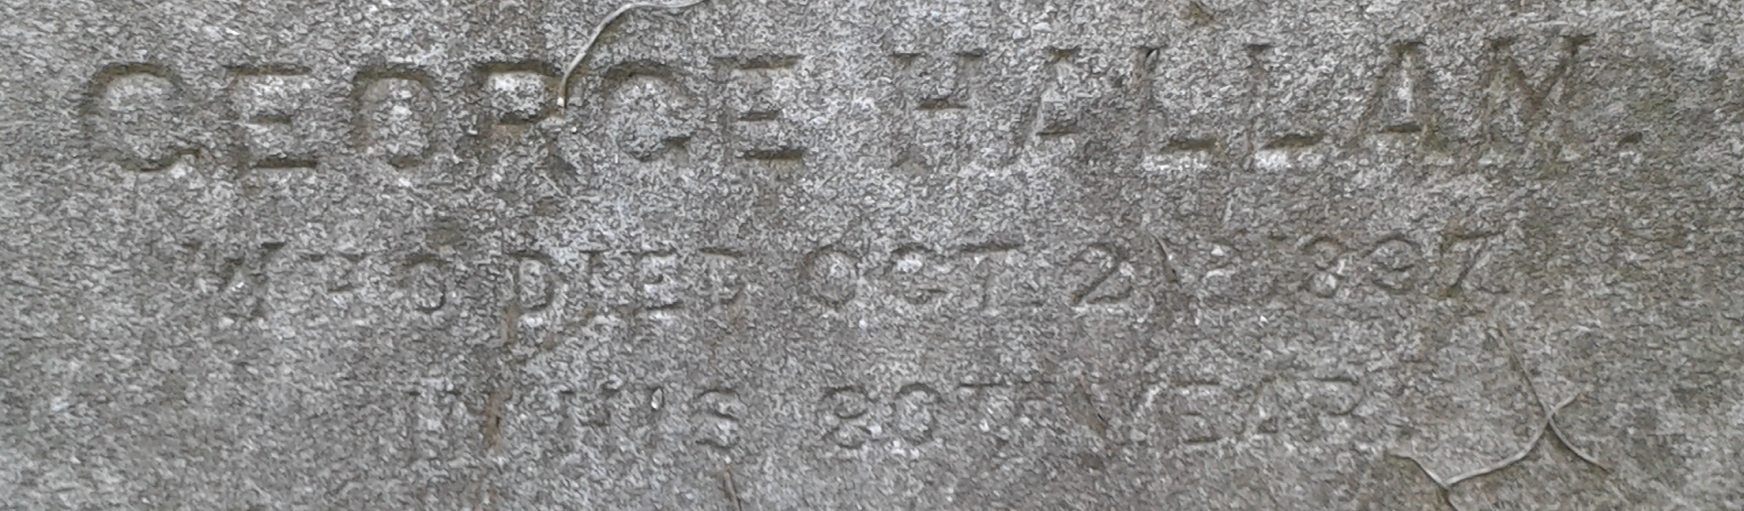 GEORGE HALLAM.
WHO DIED OCT.
IN HIS 80TH YEAR